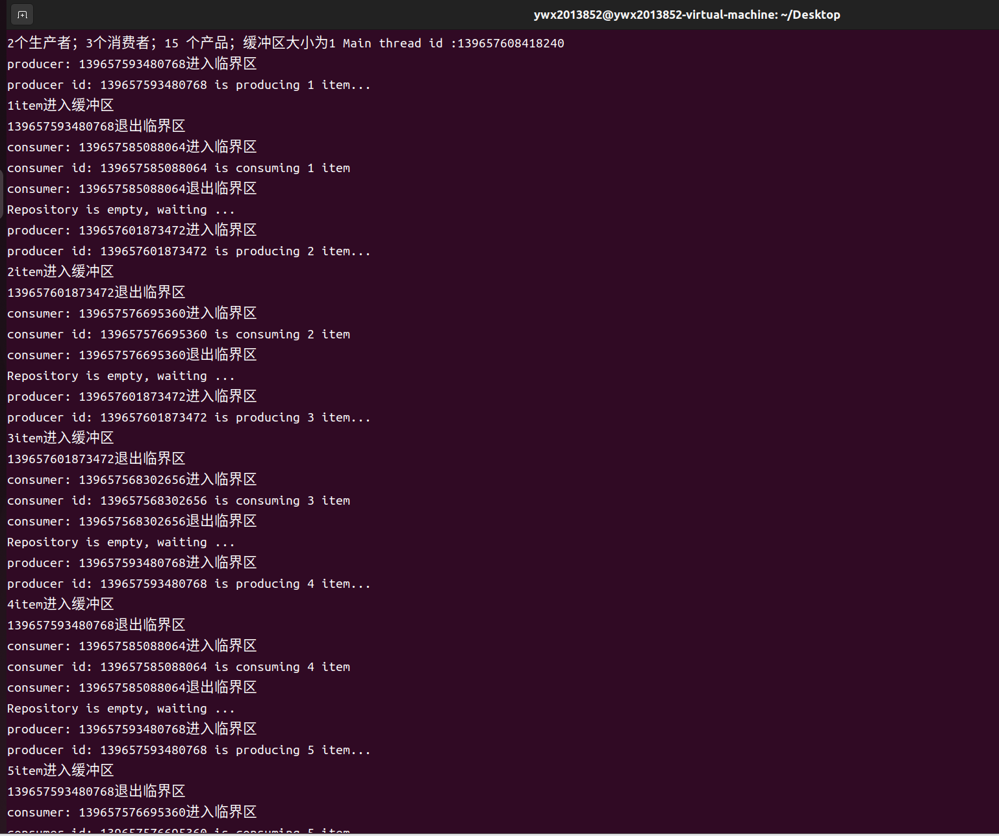 ywx2013852@ywx2013852-virtual-machine: ~/Desktop
2个生产者；3个消费者；15 个产品；缓冲区大小为1 Main thread id :139657608418240
producer: 139657593480768进入临界区
producer id: 139657593480768 is producing 1 item...
1item进入缓冲区
139657593480768退出临界区
consumer: 139657585088064进入临界区
consumer id: 139657585088064 is consuming 1 item
consumer: 139657585088064退出临界区
Repository is empty, waiting ...
producer: 139657601873472进入临界区
producer id: 139657601873472 is producing 2 item...
2item进入缓冲区
139657601873472退出临界区
consumer: 139657576695360进入临界区
consumer id: 139657576695360 is consuming 2 item
consumer: 139657576695360退出临界区
Repository is empty, waiting ...
producer: 139657601873472进入临界区
producer id: 139657601873472 is producing 3 item...
3item进入缓冲区
139657601873472退出临界区
consumer: 139657568302656进入临界区
consumer id: 139657568302656 is consuming 3 item
consumer: 139657568302656退出临界区
Repository is empty, waiting ...
producer: 139657593480768进入临界区
producer id: 139657593480768 is producing 4 item...
4item进入缓冲区
139657593480768退出临界区
consumer: 139657585088064进入临界区
consumer id: 139657585088064 is consuming 4 item
consumer: 139657585088064退出临界区
Repository is empty, waiting ...
producer: 139657593480768进入临界区
producer id: 139657593480768 is producing 5 item...
5item进入缓冲区
139657593480768退出临界区
consumer: 139657576695360进入临界区
consumer id: 139657576695360 is consuming 5 item